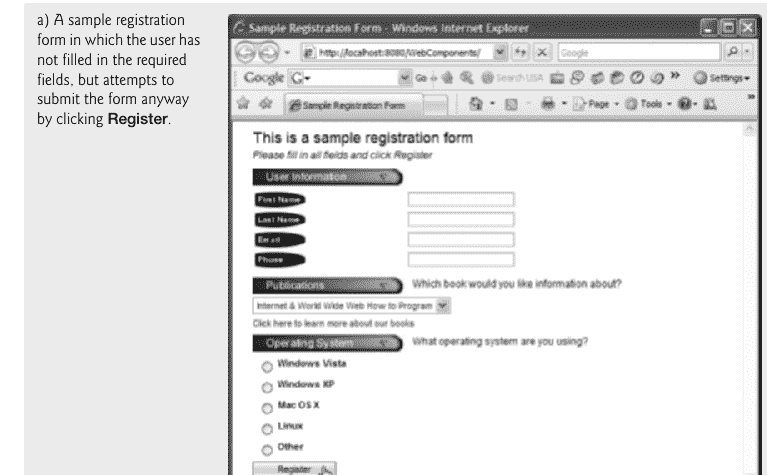 a) A sample registration
form in which the user has
not filled in the required
fields, but attempts to
submit the form anyway
by clicking Register.
Sample Registration Form - Windows Internet Explorer
http://localhost:8080/WebComponents/
Google
Google G Go Search USA Settings
Sample Registration Form
Page Tools
This is a sample registration form
Please fill in all fields and click Register
User Information
First Name
Last Name
Email
Phone
Publications Which book would you like information about?
Internet & World Wide Web How to Program
Click here to learn more about our books
Operating System What operating system are you using?
Windows Vista
Windows XP
Mac OS X
Linux
Other
Register